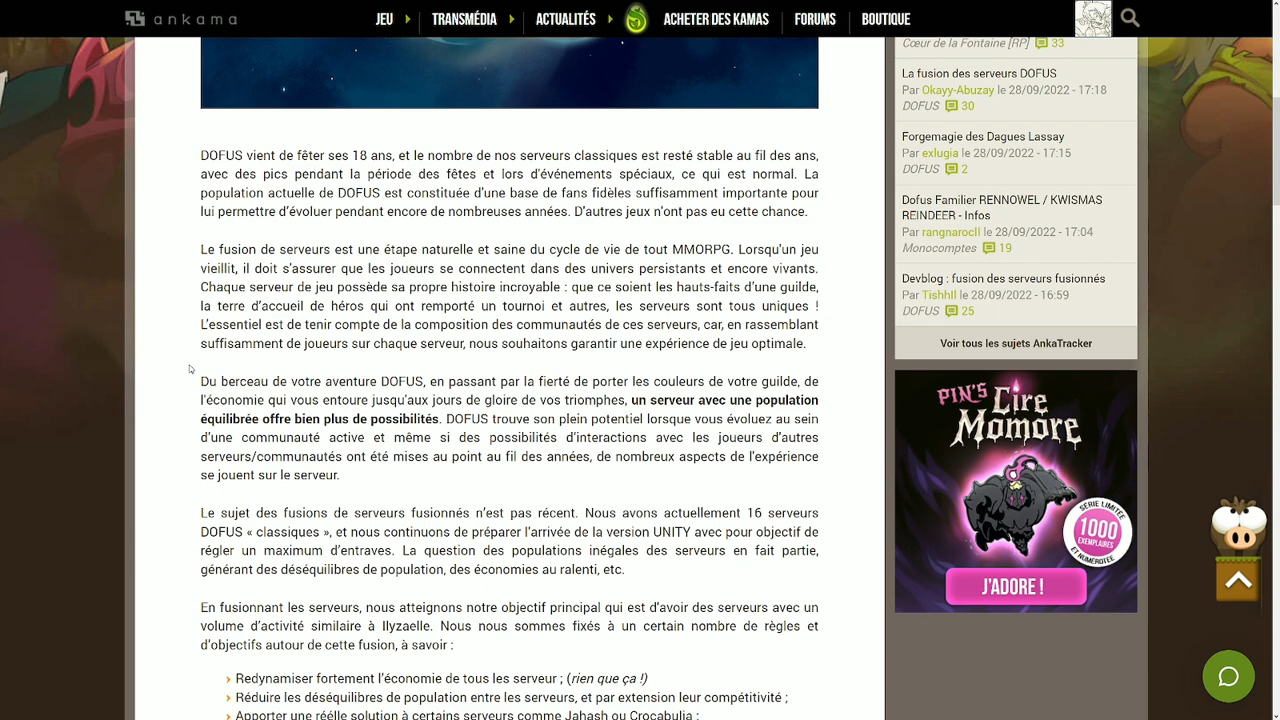 ankama
JEU
TRANSMÉDIA
ACTUALITÉS
ACHETER DES KAMAS
FORUMS
BOUTIQUE
DOFUS vient de fêter ses 18 ans, et le nombre de nos serveurs classiques est resté stable au fil des ans,
avec des pics pendant la période des fêtes et lors d'événements spéciaux, ce qui est normal. La
population actuelle de DOFUS est constituée d'une base de fans fidèles suffisamment importante pour
lui permettre d'évoluer pendant encore de nombreuses années. D'autres jeux n'ont pas eu cette chance.
Le fusion de serveurs est une étape naturelle et saine du cycle de vie de tout MMORPG. Lorsqu'un jeu
vieillit, il doit s'assurer que les joueurs se connectent dans des univers persistants et encore vivants.
Chaque serveur de jeu possède sa propre histoire incroyable : que ce soient les hauts-faits d'une guilde,
la terre d'accueil de héros qui ont remporté un tournoi et autres, les serveurs sont tous uniques !
L'essentiel est de tenir compte de la composition des communautés de ces serveurs, car, en rassemblant
suffisamment de joueurs sur chaque serveur, nous souhaitons garantir une expérience de jeu optimale.
Du berceau de votre aventure DOFUS, en passant par la fierté de porter les couleurs de votre guilde, de
l'économie qui vous entoure jusqu'aux jours de gloire de vos triomphes, un serveur avec une population
équilibrée offre bien plus de possibilités. DOFUS trouve son plein potentiel lorsque vous évoluez au sein
d'une communauté active et même si des possibilités d'interactions avec les joueurs d'autres
serveurs/communautés ont été mises au point au fil des années, de nombreux aspects de l'expérience
se jouent sur le serveur.
Le sujet des fusions de serveurs fusionnés n'est pas récent. Nous avons actuellement 16 serveurs
DOFUS « classiques », et nous continuons de préparer l'arrivée de la version UNITY avec pour objectif de
régler un maximum d'entraves. La question des populations inégales des serveurs en fait partie,
générant des déséquilibres de population, des économies au ralenti, etc.
En fusionnant les serveurs, nous atteignons notre objectif principal qui est d'avoir des serveurs avec un
volume d'activité similaire à Ilyzaelle. Nous nous sommes fixés à un certain nombre de règles et
d'objectifs autour de cette fusion, à savoir :
Redynamiser fortement l'économie de tous les serveur ; (rien que ça !)
Réduire les déséquilibres de population entre les serveurs, et par extension leur compétitivité ;
Apporter une réélle solution à certains serveurs comme Jahash ou Crocabulia ;
Cœur de la Fontaine [RP] 33
La fusion des serveurs DOFUS
Par Okayy-Abuzay le 28/09/2022 - 17:18
DOFUS 30
Forgemagie des Dagues Lassay
Par exlugia le 28/09/2022 - 17:15
DOFUS 2
Dofus Familier RENNOWEL / KWISMAS
REINDEER - Infos
Par rangnarocII le 28/09/2022 - 17:04
Monocomptes 19
Devblog : fusion des serveurs fusionnés
Par TishhII le 28/09/2022 - 16:59
DOFUS 25
Voir tous les sujets AnkaTracker
PIN'S
Cire
Momore
SÉRIE LIMITÉE
1000
EXEMPLAIRES
ET NUMÉROTÉE
J'ADORE !